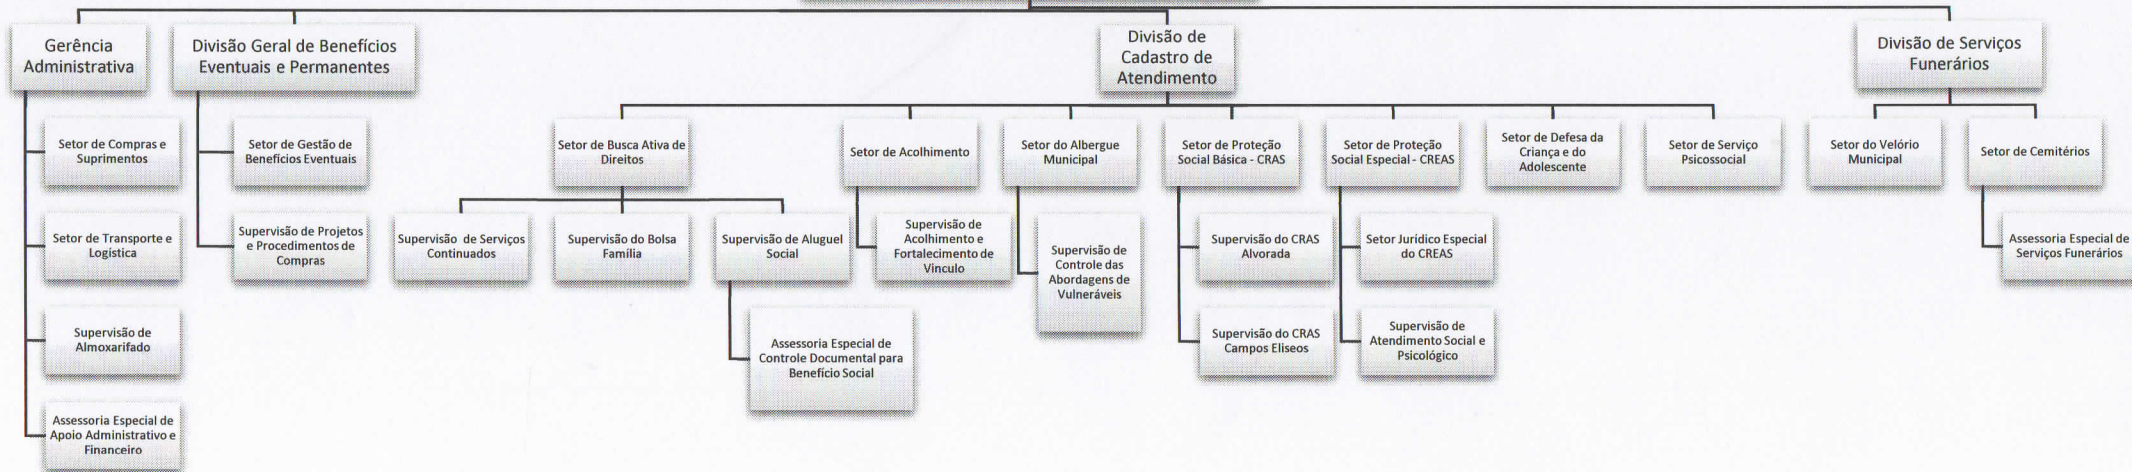 Gerência
Administrativa
Divisão Geral de Benefícios
Eventuais e Permanentes
Divisão de
Cadastro de
Atendimento
Divisão de Serviços
Funerários
Setor de Compras e
Suprimentos
Setor de Gestão de
Benefícios Eventuais
Setor de Busca Ativa de
Direitos
Setor de Acolhimento
Setor do Albergue
Municipal
Setor de Proteção
Social Básica - CRAS
Setor de Proteção
Social Especial - CREAS
Setor de Defesa da
Criança e do
Adolescente
Setor de Serviço
Psicossocial
Setor do Velório
Municipal
Setor de Cemitérios
Setor de Transporte e
Logística
Supervisão de Projetos
e Procedimentos de
Compras
Supervisão de Serviços
Continuados
Supervisão do Bolsa
Família
Supervisão de Aluguel
Social
Supervisão de
Acolhimento e
Fortalecimento de
Vinculo
Supervisão de
Controle das
Abordagens de
Vulneráveis
Supervisão do CRAS
Alvorada
Setor Jurídico Especial
do CREAS
Assessoria Especial de
Serviços Funerários
Supervisão de
Almoxarifado
Assessoria Especial de
Controle Documental para
Benefício Social
Supervisão do CRAS
Campos Eliseos
Supervisão de
Atendimento Social e
Psicológico
Assessoria Especial de
Apoio Administrativo e
Financeiro